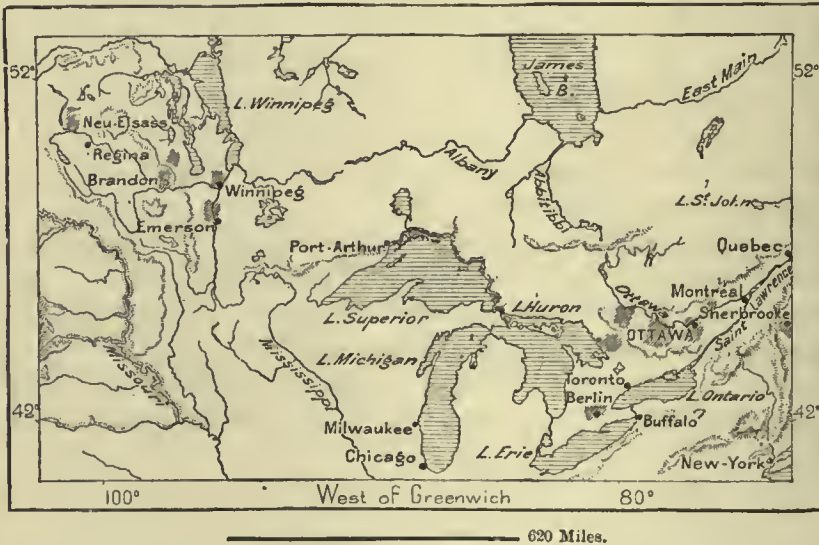 52°
52°
James
B.
East Main
L. Winnipeg
Neu-Elsass
Regina
Brandon
Winnipeg
Albany
Abbitibb
L. St. John
Emerson
Port-Arthur
Quebec
L. Superior
L. Huron
Ottawa
Montreal
Saint Lawrence
Sherbrooke
OTTAWA
L. Michigan
Missouri
Mississippi
Toronto
Berlin
L. Ontario
42°
42°
Milwaukee
Buffalo
Chicago
L. Erie
New-York
100°
West of Greenwich
80°
620 Miles.